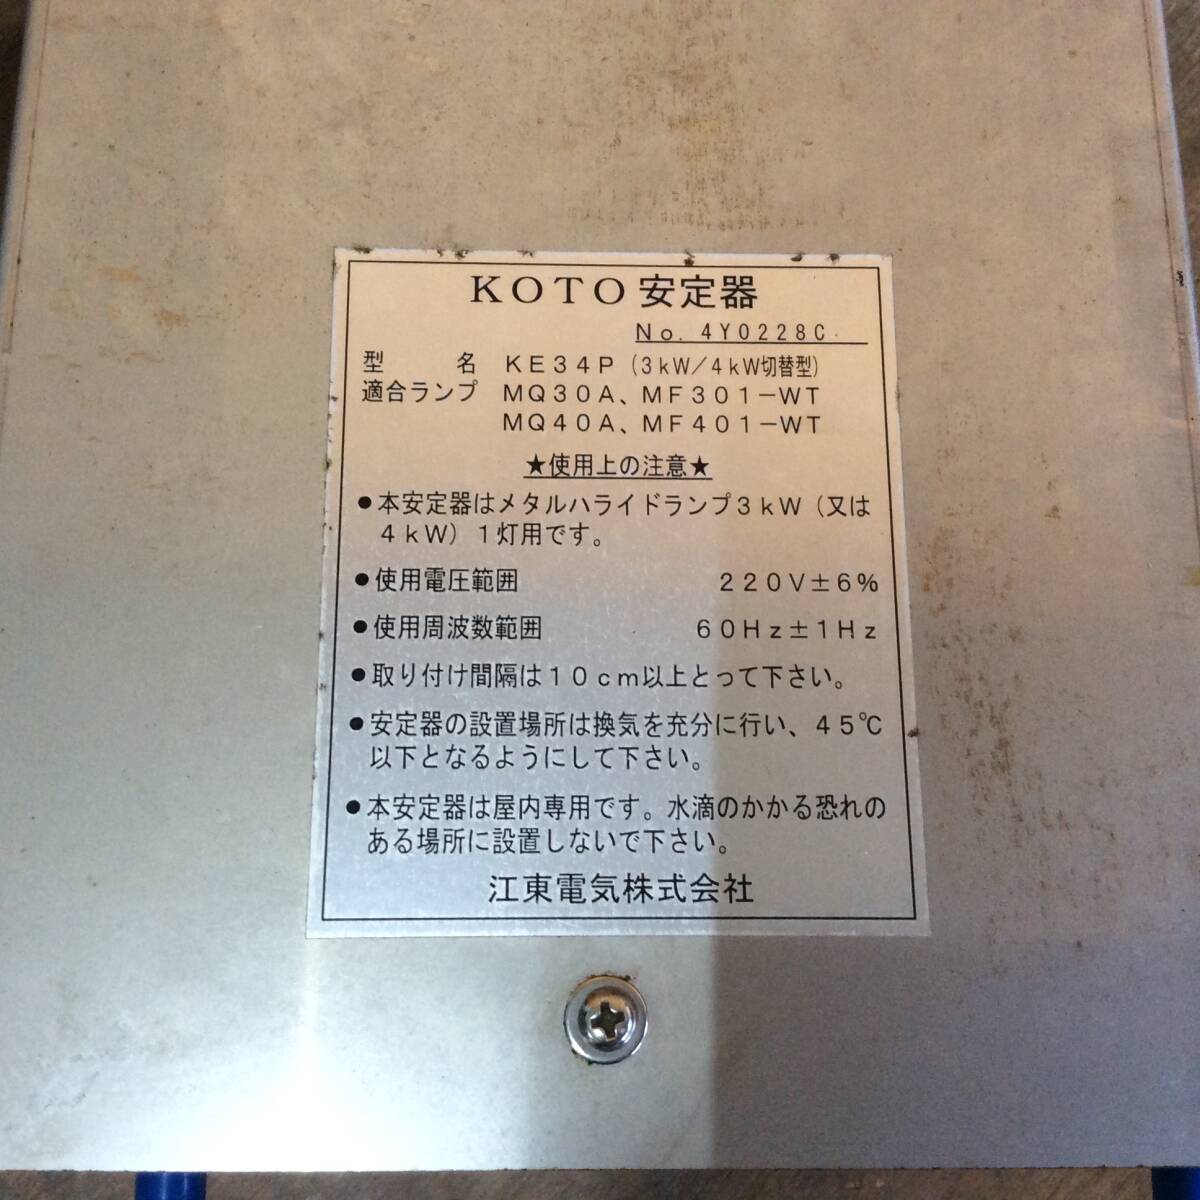 KOTO安定器
No. 4Y0228C
型名 KE34P(3kW/4kW切替型)
適合ランプ MQ30A、MF301-WT
MQ40A、MF401-WT
★使用上の注意★
●本安定器はメタルハライドランプ3kW(又は
4kW)1灯用です。
●使用電圧範囲 220V±6%
●使用周波数範囲 60Hz±1Hz
●取り付け間隔は10cm以上とって下さい。
●安定器の設置場所は換気を充分に行い、45℃
以下となるようにして下さい。
●本安定器は屋内専用です。水滴のかかる恐れの
ある場所に設置しないで下さい。
江東電気株式会社